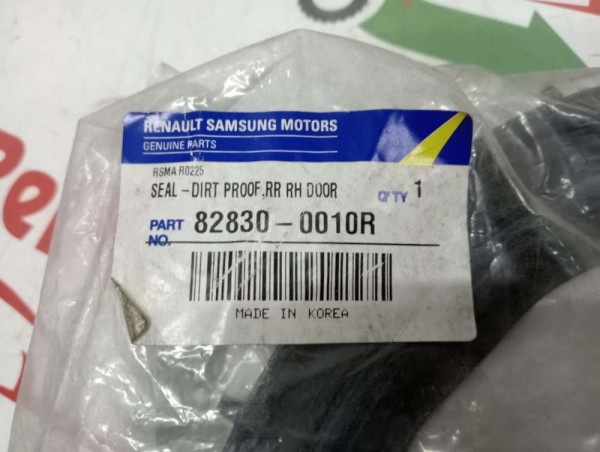 RENAULT SAMSUNG MOTORS
GENUINE PARTS
RSMA R0225
SEAL-DIRT PROOF,RR RH DOOR
Q'TY 1
PART NO. 82830-0010R
MADE IN KOREA